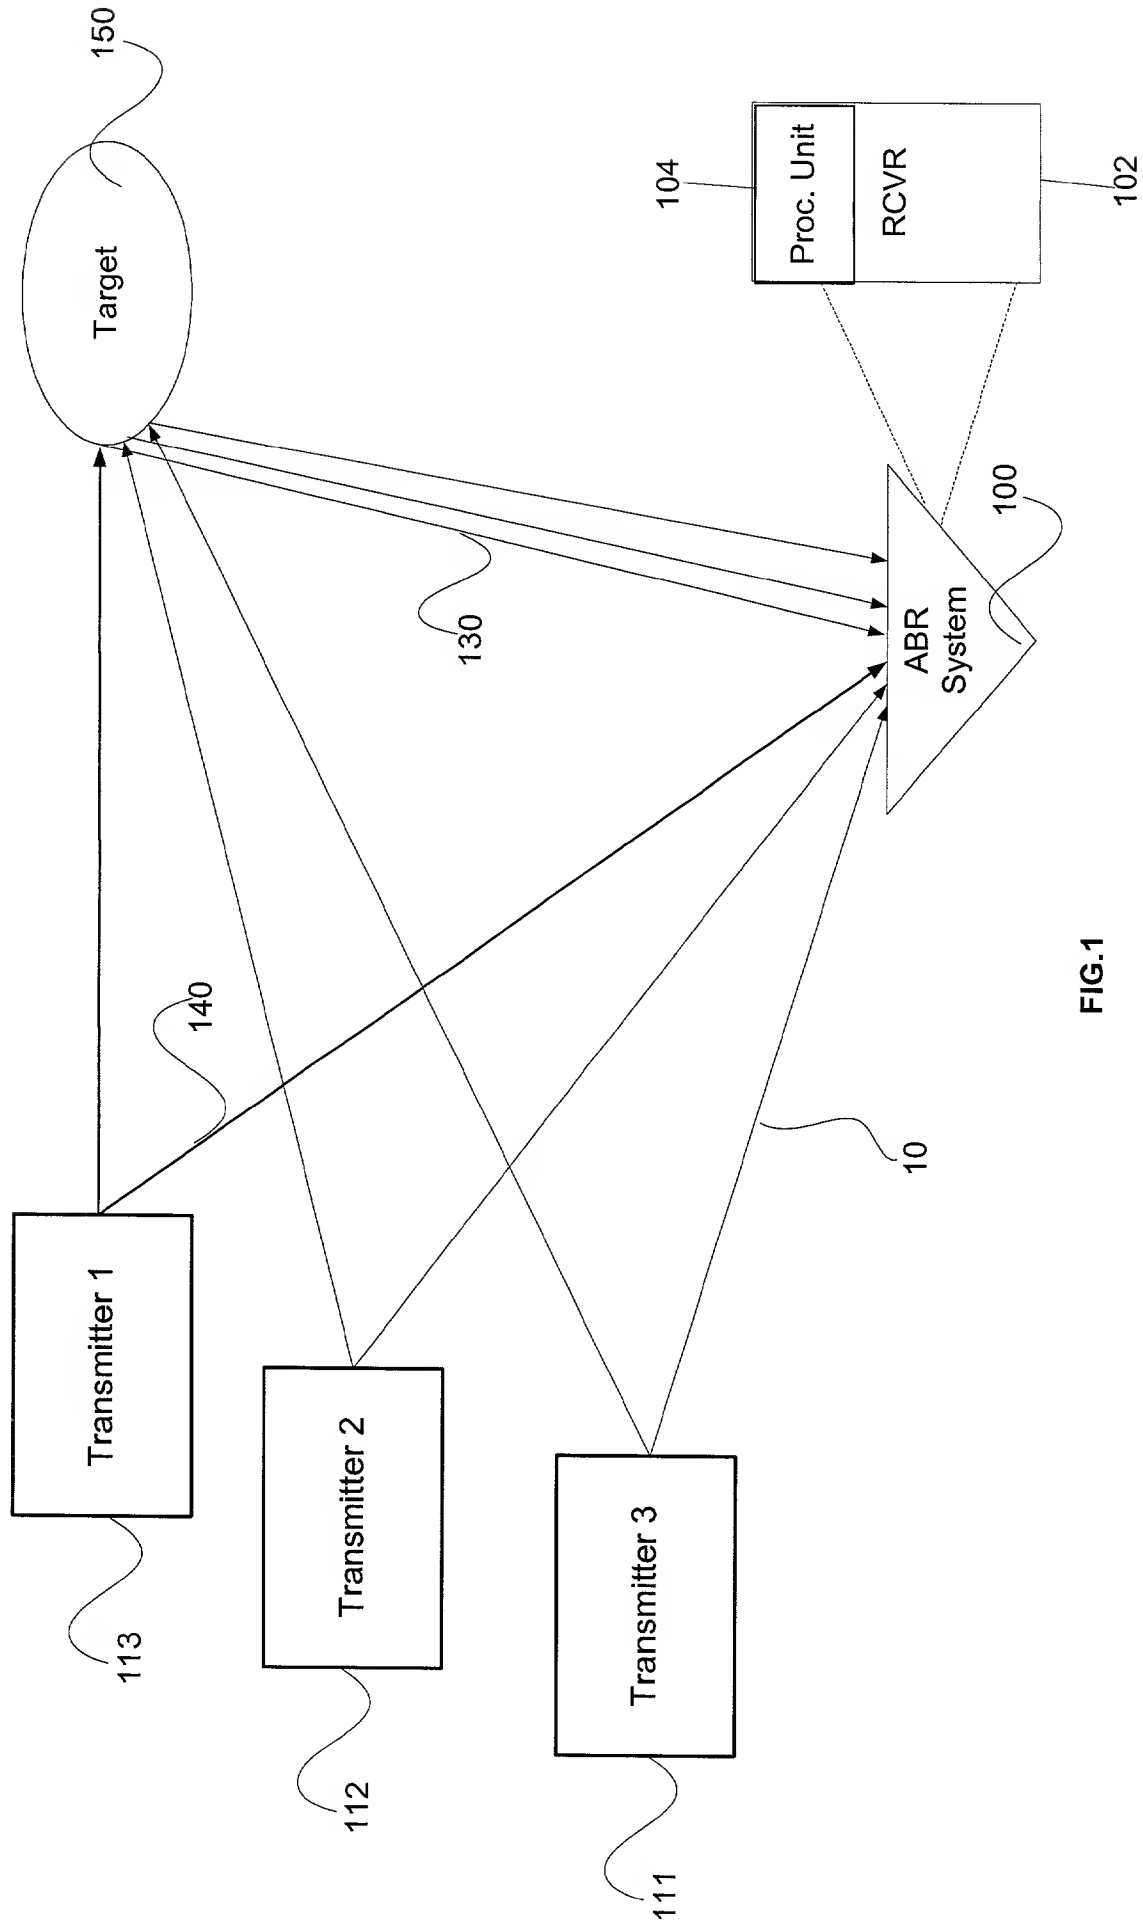 113
Transmitter 1
140
Target
150
112
Transmitter 2
130
111
Transmitter 3
10
ABR
System
100
104
Proc. Unit
RCVR
102
FIG.1